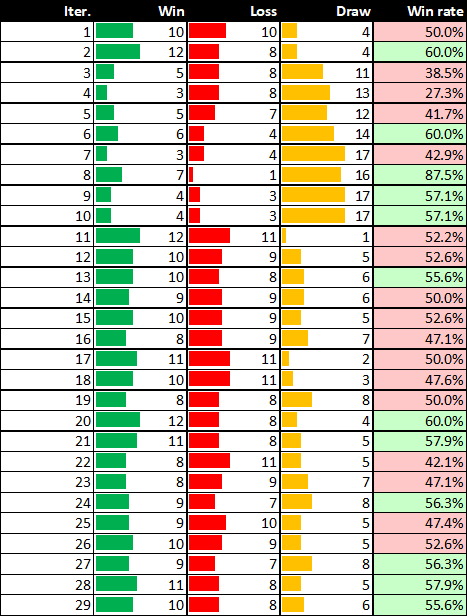 Iter. Win Loss Draw Win rate
1 10 10 4 50.0%
2 12 8 4 60.0%
3 5 8 11 38.5%
4 3 8 13 27.3%
5 5 7 12 41.7%
6 6 4 14 60.0%
7 3 4 17 42.9%
8 7 1 16 87.5%
9 4 3 17 57.1%
10 4 3 17 57.1%
11 12 11 1 52.2%
12 10 9 5 52.6%
13 10 8 6 55.6%
14 9 9 6 50.0%
15 10 9 5 52.6%
16 8 9 7 47.1%
17 11 11 2 50.0%
18 10 11 3 47.6%
19 8 8 8 50.0%
20 12 8 4 60.0%
21 11 8 5 57.9%
22 8 11 5 42.1%
23 8 9 7 47.1%
24 9 7 8 56.3%
25 9 10 5 47.4%
26 10 9 5 52.6%
27 9 7 8 56.3%
28 11 8 5 57.9%
29 10 8 6 55.6%